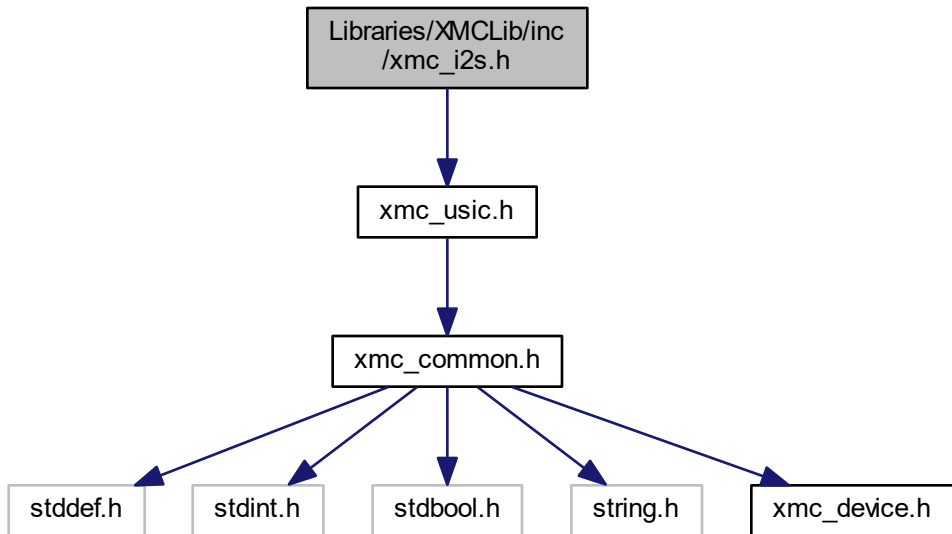 Libraries/XMCLib/inc
/xmc_i2s.h
xmc_usic.h
xmc_common.h
stddef.h
stdint.h
stdbool.h
string.h
xmc_device.h